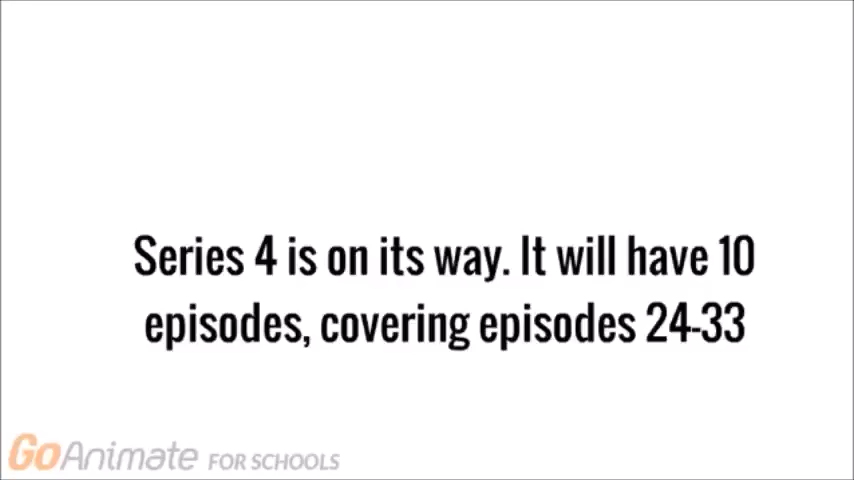 Series 4 is on its way. It will have 10
episodes, covering episodes 24-33
GoAnimate FOR SCHOOLS